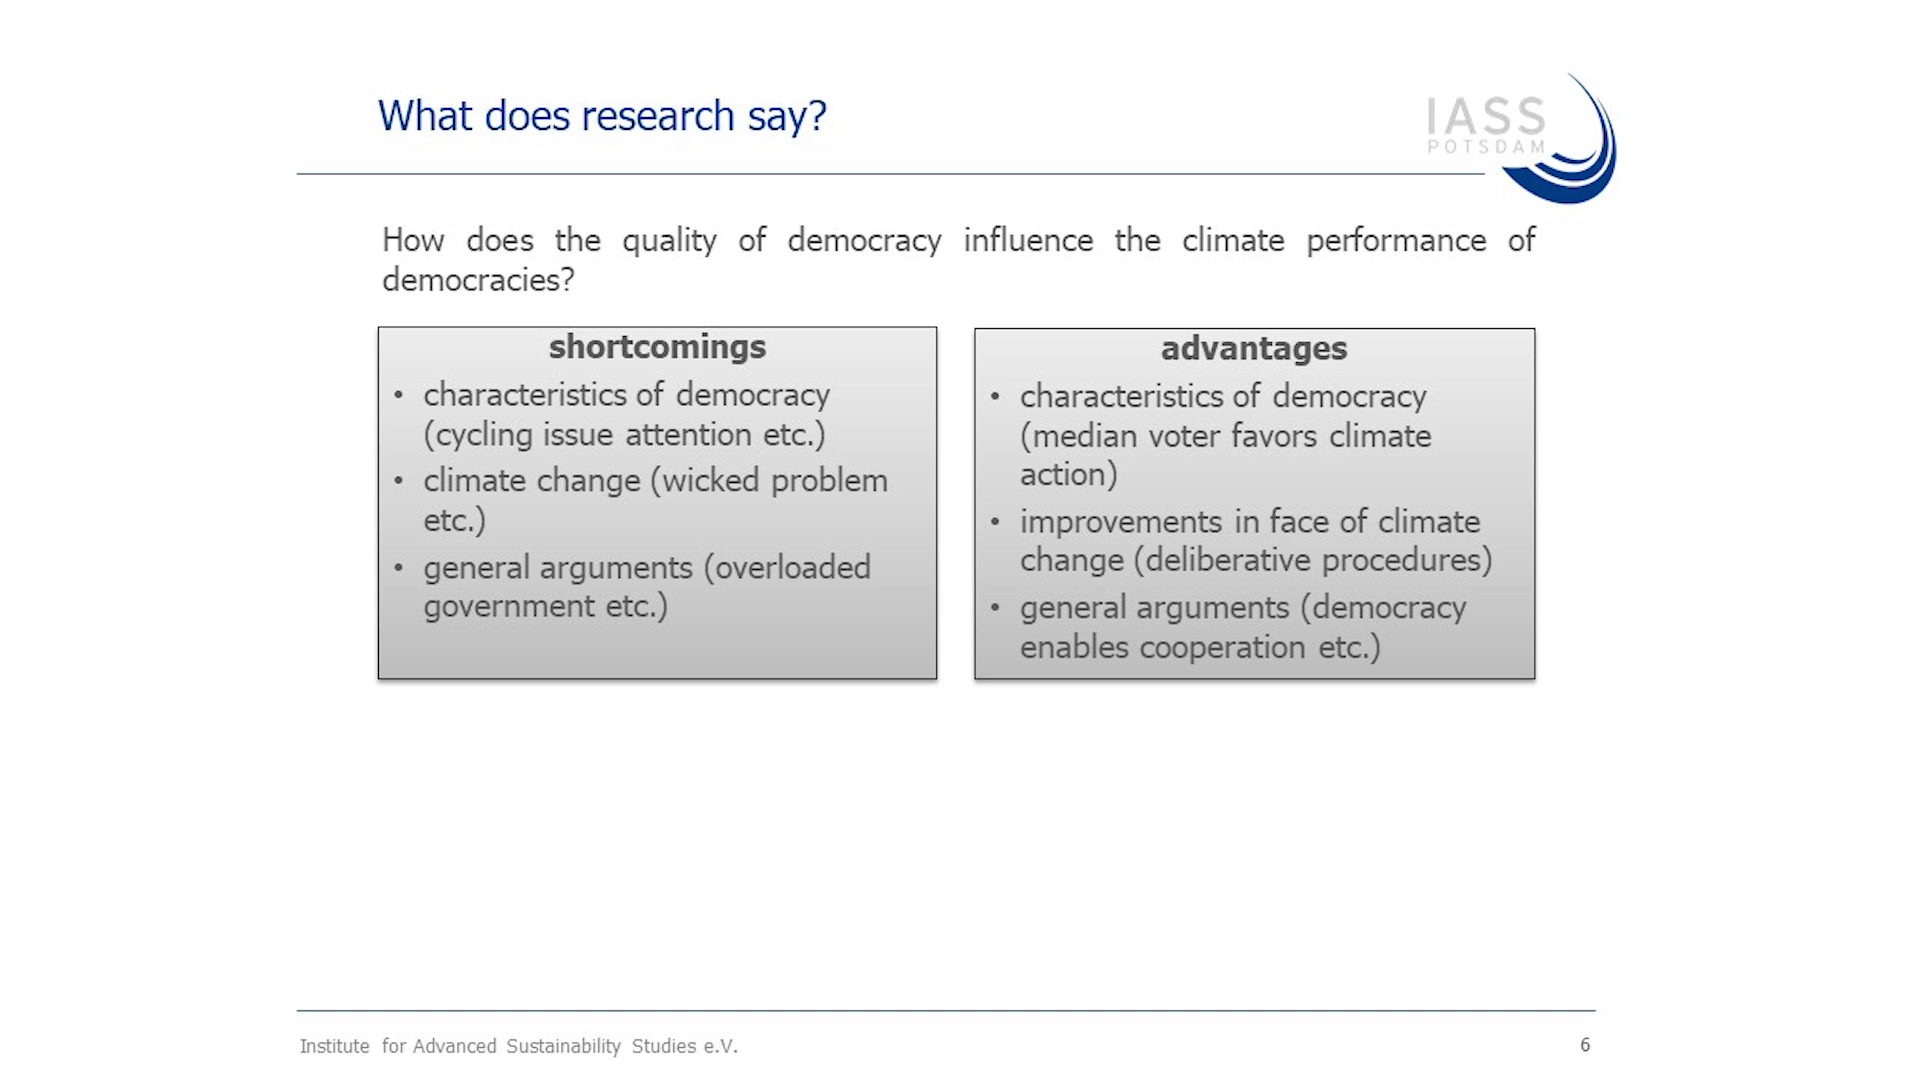 What does research say?
IASS
POTSDAM
How does the quality of democracy influence the climate performance of
democracies?
shortcomings
• characteristics of democracy
(cycling issue attention etc.)
• climate change (wicked problem
etc.)
• general arguments (overloaded
government etc.)
advantages
• characteristics of democracy
(median voter favors climate
action)
• improvements in face of climate
change (deliberative procedures)
• general arguments (democracy
enables cooperation etc.)
Institute for Advanced Sustainability Studies e.V.
6